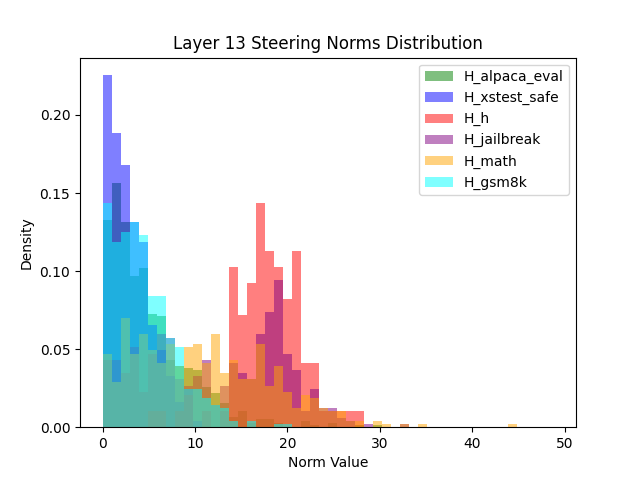 Layer 13 Steering Norms Distribution
H_alpaca_eval
H_xstest_safe
H_h
H_jailbreak
H_math
H_gsm8k
Density
0.20
0.15
0.10
0.05
0.00
0 10 20 30 40 50
Norm Value